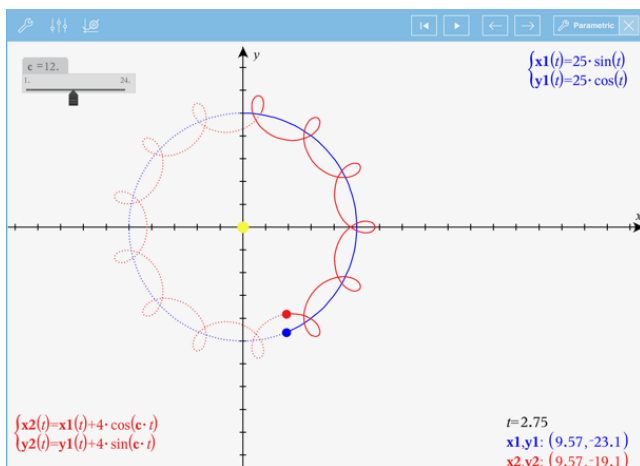 Parametric
c =12.
1.
24.
y
x1(t)=25· sin(t)
y1(t)=25· cos(t)
x
x2(t)=x1(t)+4· cos(c· t)
y2(t)=y1(t)+4· sin(c· t)
t=2.75
x1,y1: (9.57,-23.1)
x2,y2: (9.57,-19.1)